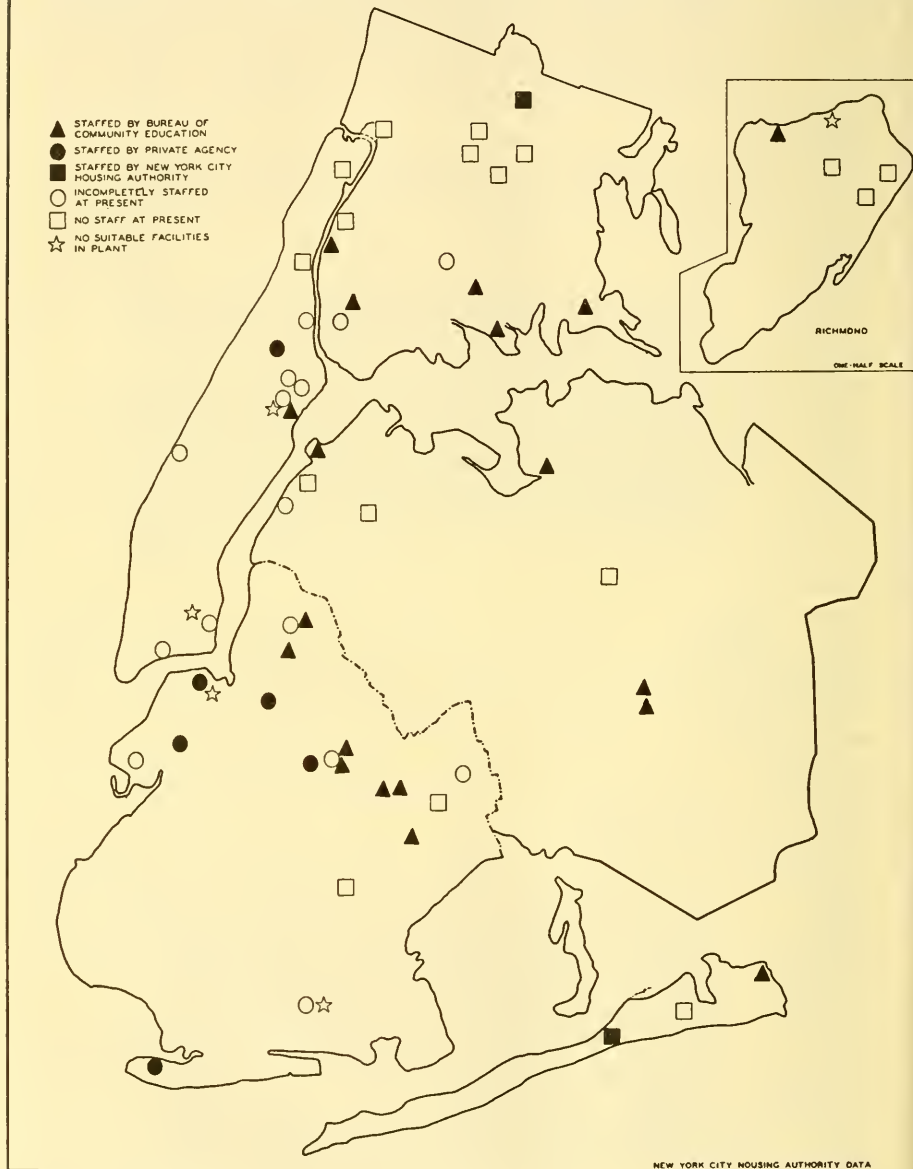 STAFFED BY BUREAU OF
COMMUNITY EDUCATION
STAFFED BY PRIVATE AGENCY
STAFFED BY NEW YORK CITY
HOUSING AUTHORITY
INCOMPLETELY STAFFED
AT PRESENT
NO STAFF AT PRESENT
NO SUITABLE FACILITIES
IN PLANT
RICHMOND
ONE-HALF SCALE
NEW YORK CITY HOUSING AUTHORITY DATA